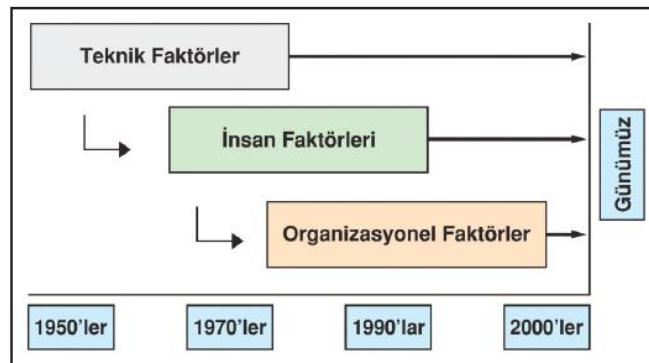 Teknik Faktörler
İnsan Faktörleri
Organizasyonel Faktörler
Günümüz
1950'ler
1970'ler
1990'lar
2000'ler